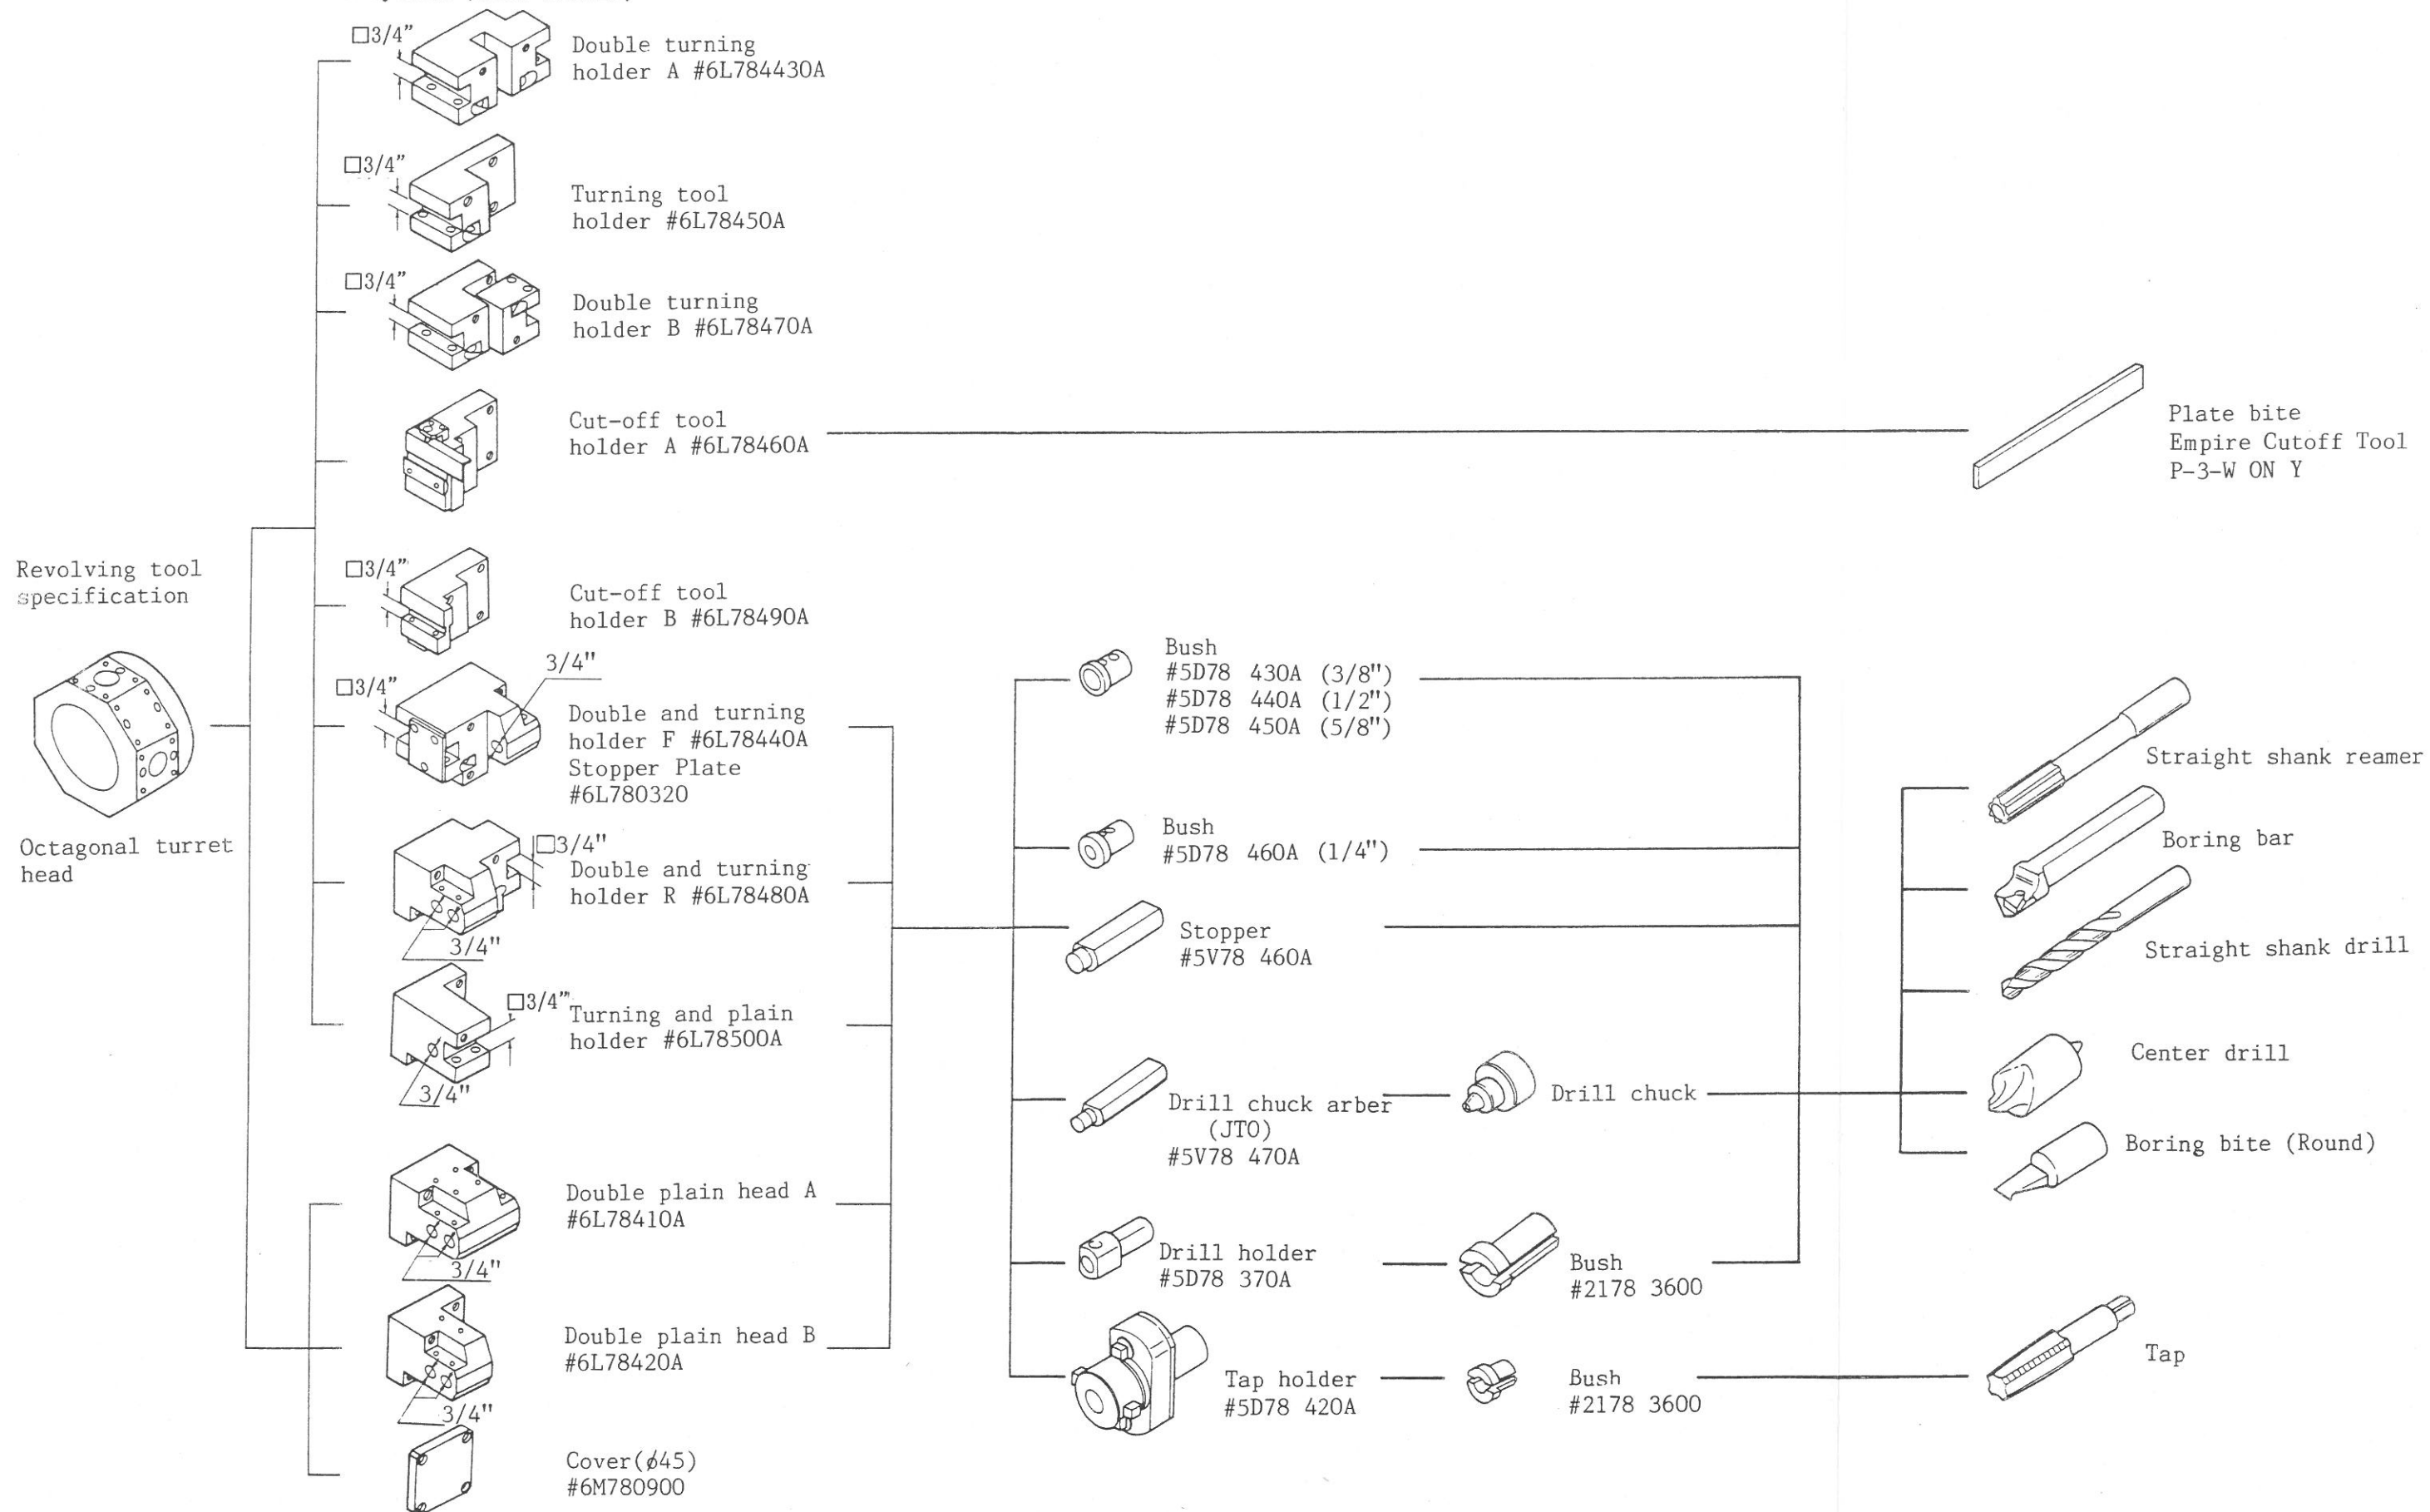 □3/4"
Double turning
holder A #6L784430A
□3/4"
Turning tool
holder #6L78450A
□3/4"
Double turning
holder B #6L78470A
Cut-off tool
holder A #6L78460A
Plate bite
Empire Cutoff Tool
P-3-W ON Y
Revolving tool
specification
Octagonal turret
head
□3/4"
Cut-off tool
holder B #6L78490A
3/4"
□3/4"
Double and turning
holder F #6L78440A
Stopper Plate
#6L780320
□3/4"
Double and turning
holder R #6L78480A
3/4"
□3/4"
Turning and plain
holder #6L78500A
3/4"
Double plain head A
#6L78410A
3/4"
Double plain head B
#6L78420A
3/4"
Cover(φ45)
#6M780900
Bush
#5D78 430A (3/8")
#5D78 440A (1/2")
#5D78 450A (5/8")
Bush
#5D78 460A (1/4")
Stopper
#5V78 460A
Drill chuck arber
(JTO)
#5V78 470A
Drill chuck
Drill holder
#5D78 370A
Bush
#2178 3600
Tap holder
#5D78 420A
Bush
#2178 3600
Straight shank reamer
Boring bar
Straight shank drill
Center drill
Boring bite (Round)
Tap